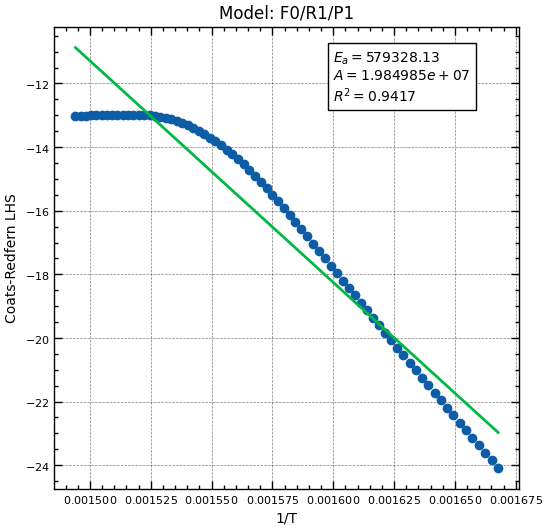 Model: F0/R1/P1
E_a = 579328.13
A = 1.984985e + 07
R^2 = 0.9417
Coats-Redfern LHS
−12
−14
−16
−18
−20
−22
−24
0.001500 0.001525 0.001550 0.001575 0.001600 0.001625 0.001650 0.001675
1/T